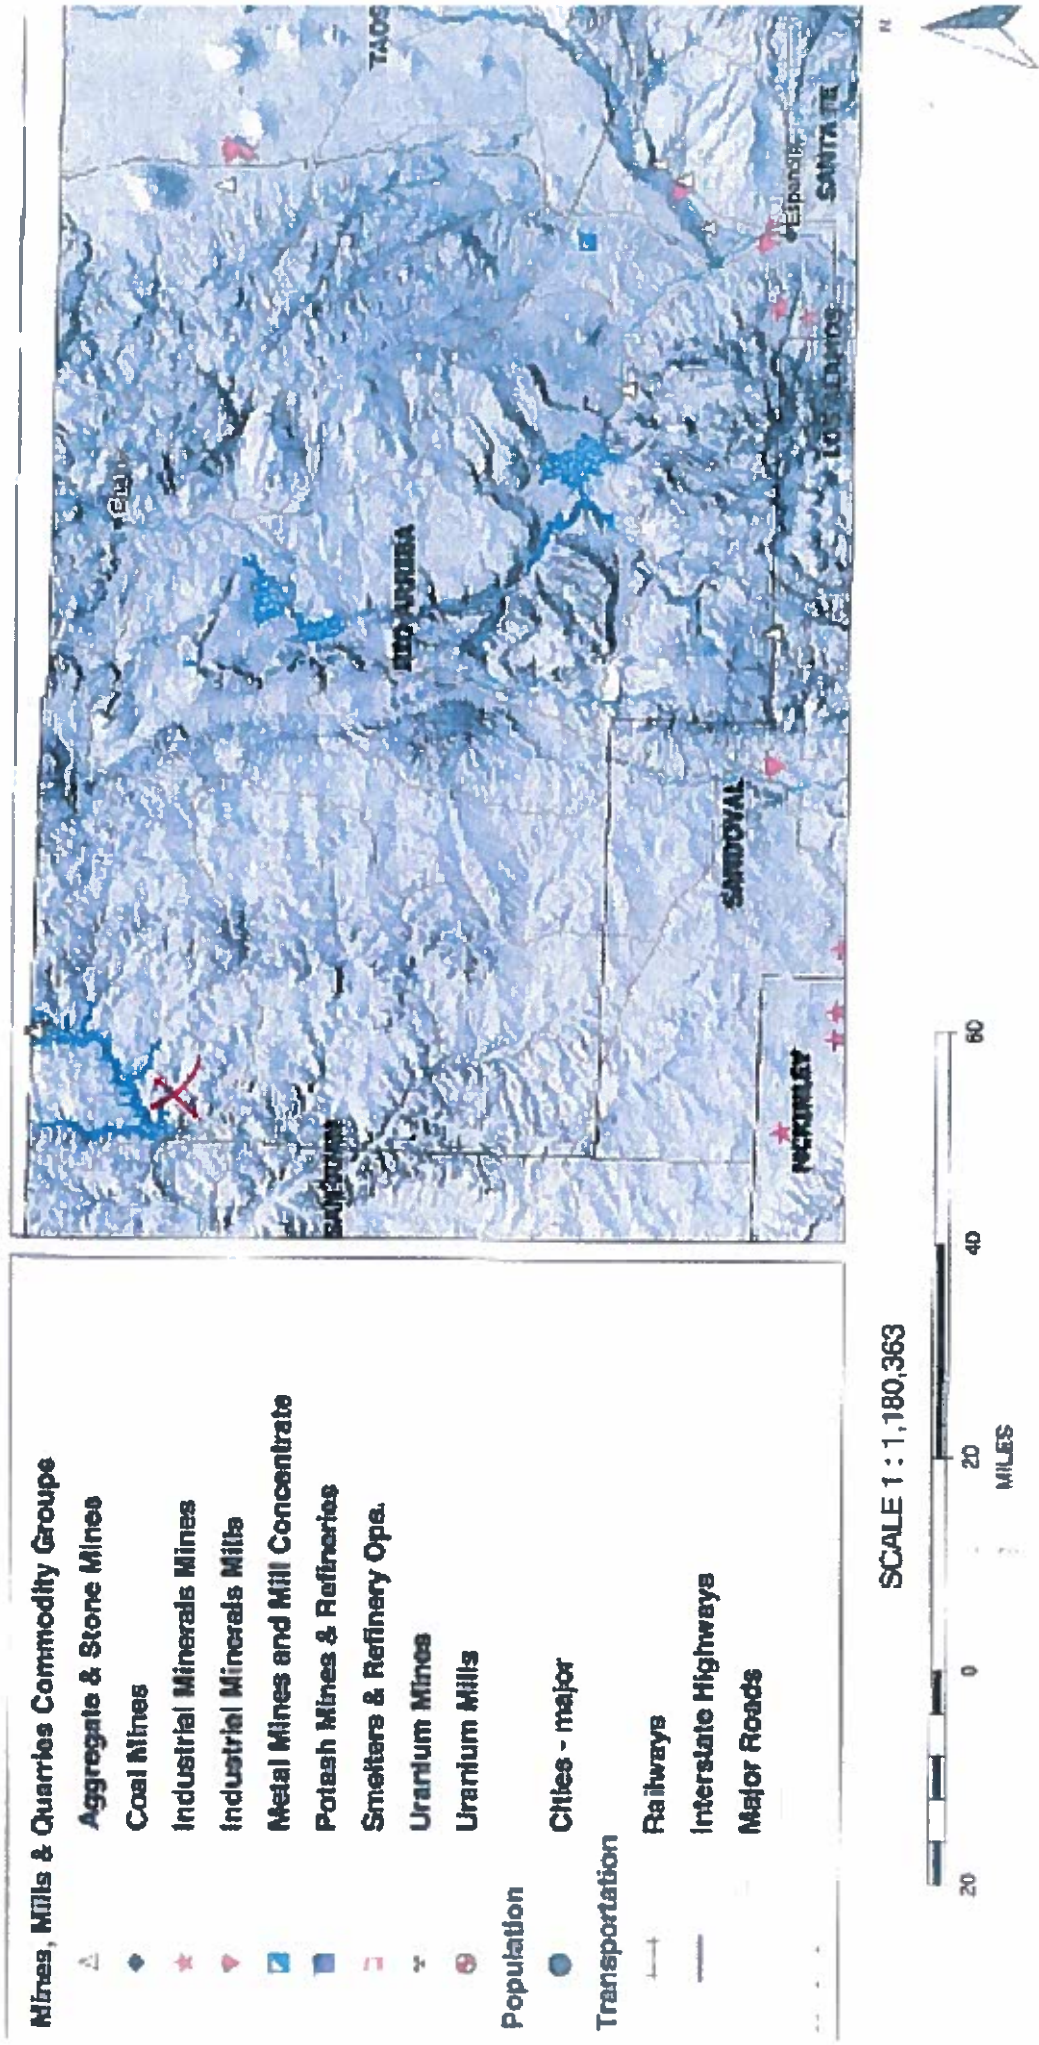 Mines, Mills & Quarries Commodity Groups
Aggregate & Stone Mines
Coal Mines
Industrial Minerals Mines
Industrial Minerals Mills
Metal Mines and Mill Concentrate
Potash Mines & Refineries
Smelters & Refinery Ops.
Uranium Mines
Uranium Mills
Population
Cities - major
Transportation
Railways
Interstate Highways
Major Roads
SAN JUAN
RIO ARRIBA
TAOS
MCKINLEY
SANDOVAL
LOS ALAMOS
Espanola
SANTA FE
SCALE 1 : 1,180,363
20 0 20 40 60
MILES
N